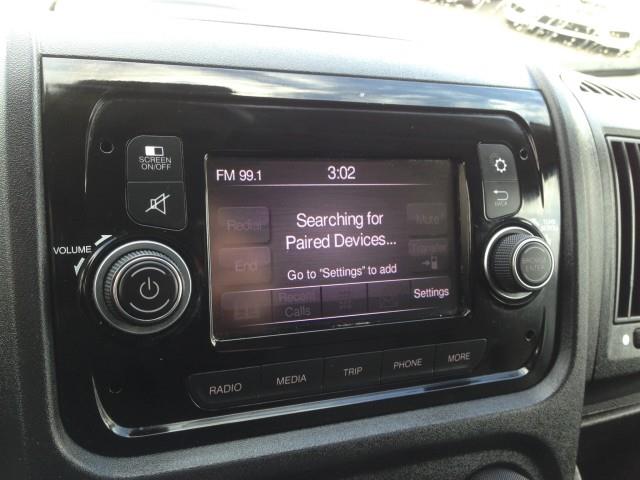 SCREEN
ON/OFF
FM 99.1
3:02
BACK
Redial
Searching for
Paired Devices...
Mute
VOLUME
End
Go to "Settings" to add
Transfer
Recent
Calls
Settings
RADIO
MEDIA
TRIP
PHONE
MORE